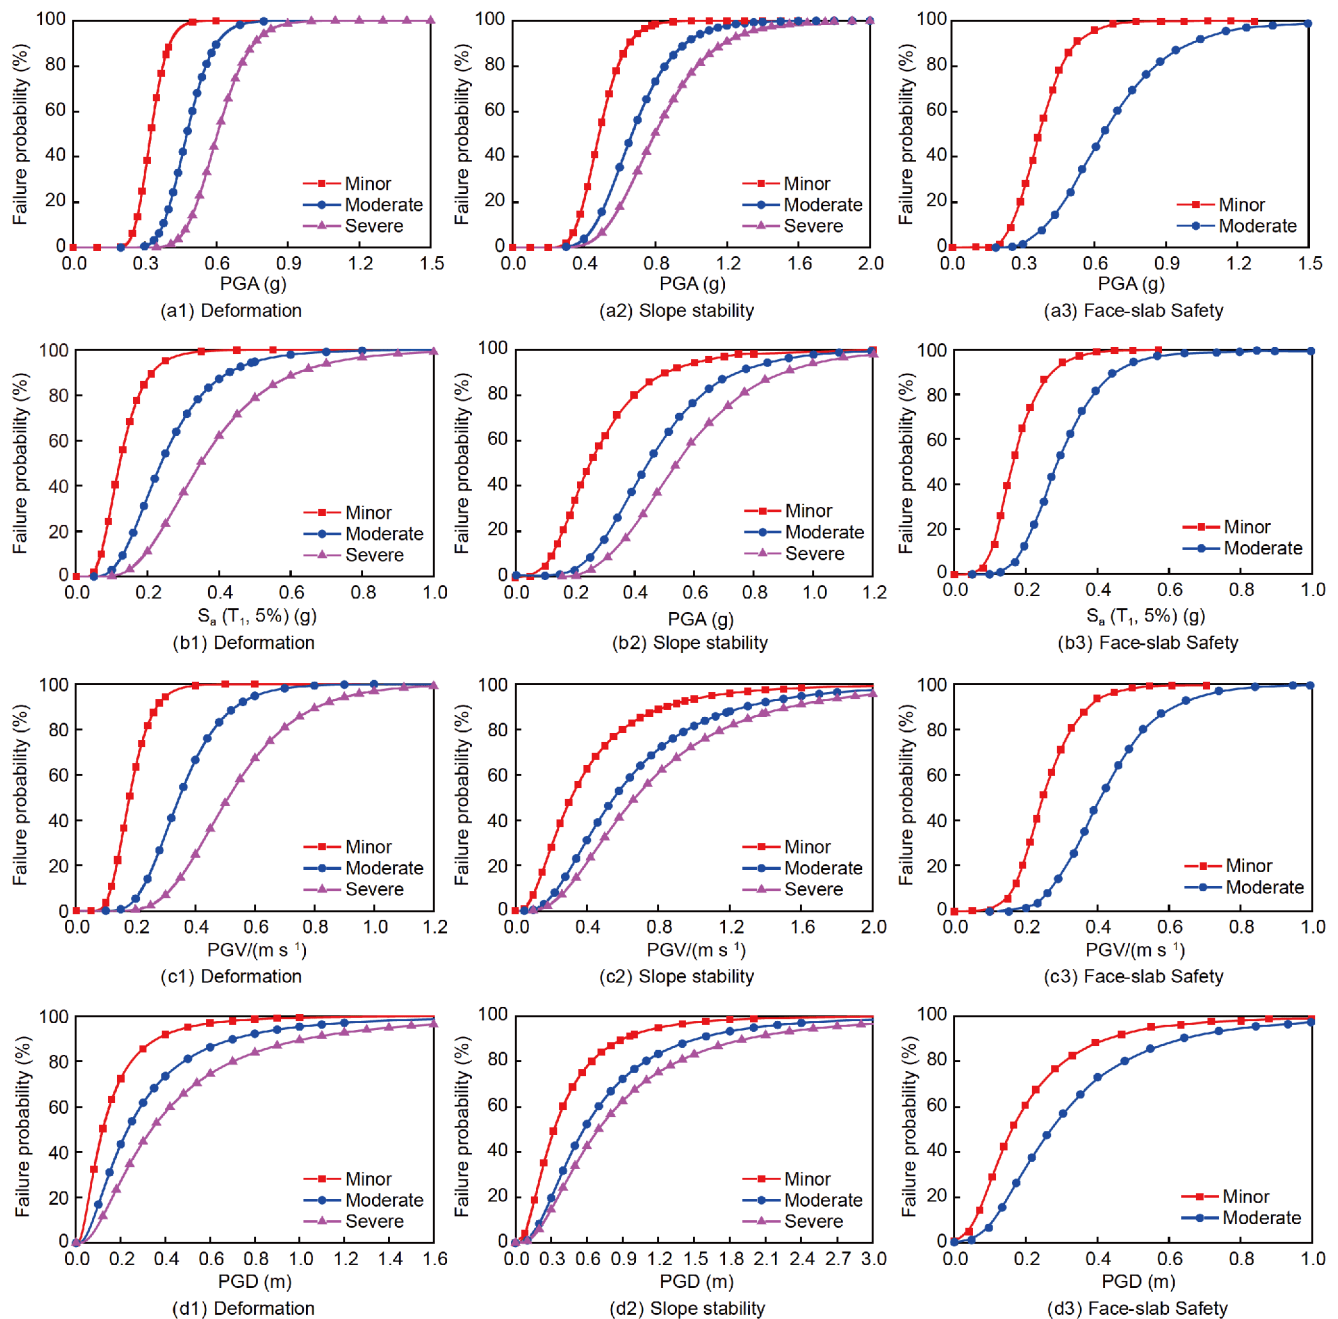 Failure probability (%)
100
80
60
40
20
0
0.0 0.3 0.6 0.9 1.2 1.5
PGA (g)
Minor
Moderate
Severe
(a1) Deformation
Failure probability (%)
100
80
60
40
20
0
0.0 0.4 0.8 1.2 1.6 2.0
PGA (g)
Minor
Moderate
Severe
(a2) Slope stability
Failure probability (%)
100
80
60
40
20
0
0.0 0.3 0.6 0.9 1.2 1.5
PGA (g)
Minor
Moderate
(a3) Face-slab Safety
Failure probability (%)
100
80
60
40
20
0
0.0 0.2 0.4 0.6 0.8 1.0
Sa (T1, 5%) (g)
Minor
Moderate
Severe
(b1) Deformation
Failure probability (%)
100
80
60
40
20
0
0.0 0.2 0.4 0.6 0.8 1.0 1.2
PGA (g)
Minor
Moderate
Severe
(b2) Slope stability
Failure probability (%)
100
80
60
40
20
0
0.0 0.2 0.4 0.6 0.8 1.0
Sa (T1, 5%) (g)
Minor
Moderate
(b3) Face-slab Safety
Failure probability (%)
100
80
60
40
20
0
0.0 0.2 0.4 0.6 0.8 1.0 1.2
PGV/(m s -1)
Minor
Moderate
Severe
(c1) Deformation
Failure probability (%)
100
80
60
40
20
0
0.0 0.4 0.8 1.2 1.6 2.0
PGV/(m s -1)
Minor
Moderate
Severe
(c2) Slope stability
Failure probability (%)
100
80
60
40
20
0
0.0 0.2 0.4 0.6 0.8 1.0
PGV/(m s -1)
Minor
Moderate
(c3) Face-slab Safety
Failure probability (%)
100
80
60
40
20
0
0.0 0.2 0.4 0.6 0.8 1.0 1.2 1.4 1.6
PGD (m)
Minor
Moderate
Severe
(d1) Deformation
Failure probability (%)
100
80
60
40
20
0
0.0 0.3 0.6 0.9 1.2 1.5 1.8 2.1 2.4 2.7 3.0
PGD (m)
Minor
Moderate
Severe
(d2) Slope stability
Failure probability (%)
100
80
60
40
20
0
0.0 0.2 0.4 0.6 0.8 1.0
PGD (m)
Minor
Moderate
(d3) Face-slab Safety